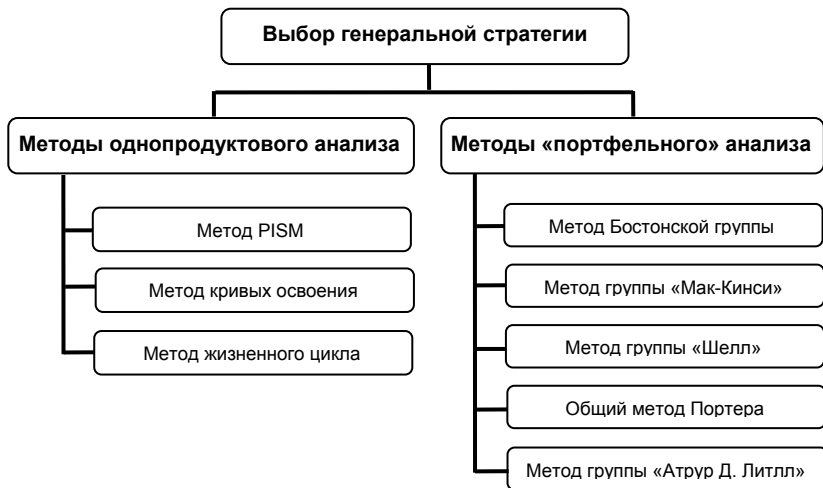 Выбор генеральной стратегии
Методы однопродуктового анализа
Метод PISM
Метод кривых освоения
Метод жизненного цикла
Методы «портфельного» анализа
Метод Бостонской группы
Метод группы «Мак-Кинси»
Метод группы «Шелл»
Общий метод Портера
Метод группы «Атрур Д. Литлл»